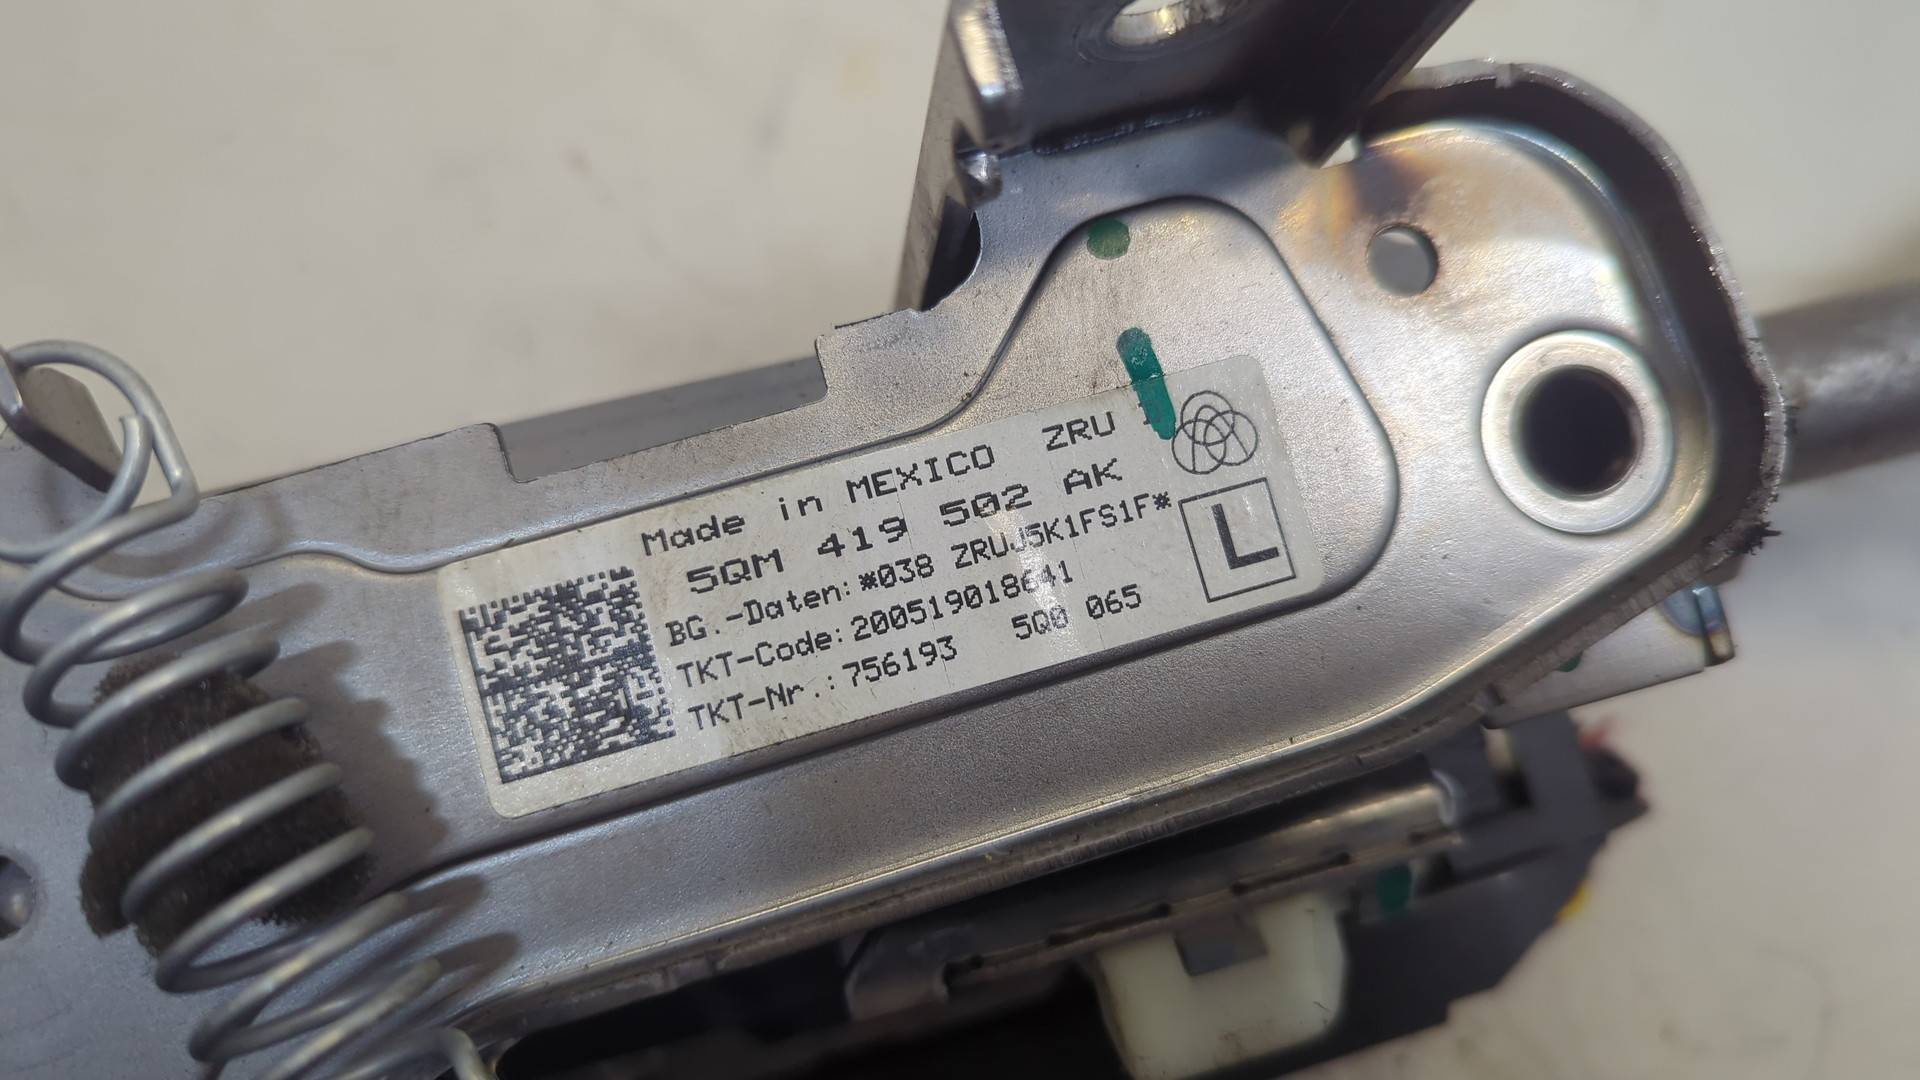 Made in MEXICO ZRU
5QM 419 502 AK
BG.-Daten:*038 ZRUJ5K1FS1F*
TKT-Code:200519018641
TKT-Nr.:756193 5Q0 065
L